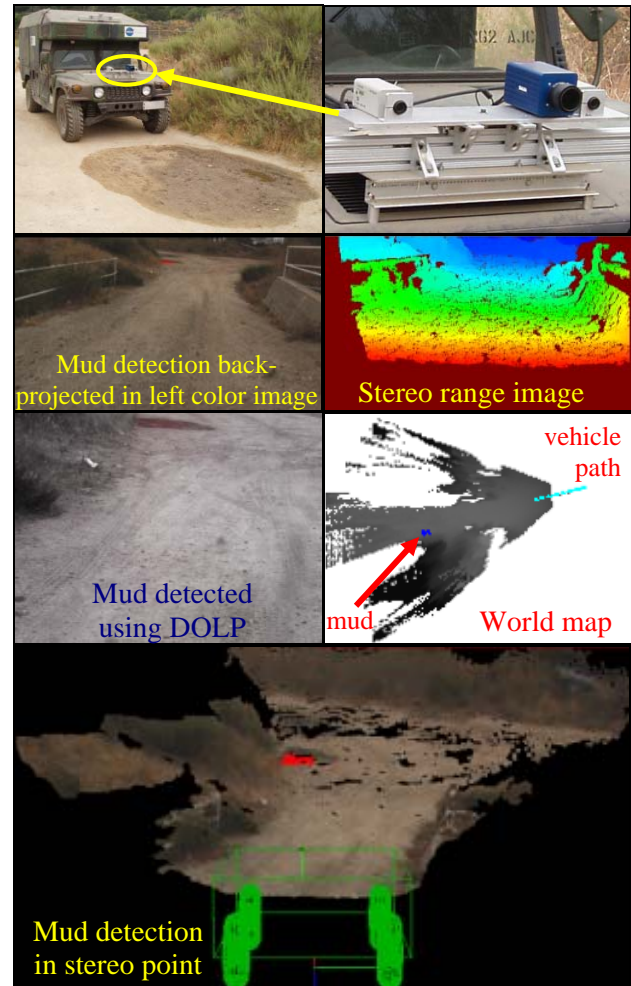 Mud detection back-
projected in left color image
Stereo range image
vehicle
path
Mud detected
using DOLP
mud
World map
Mud detection
in stereo point